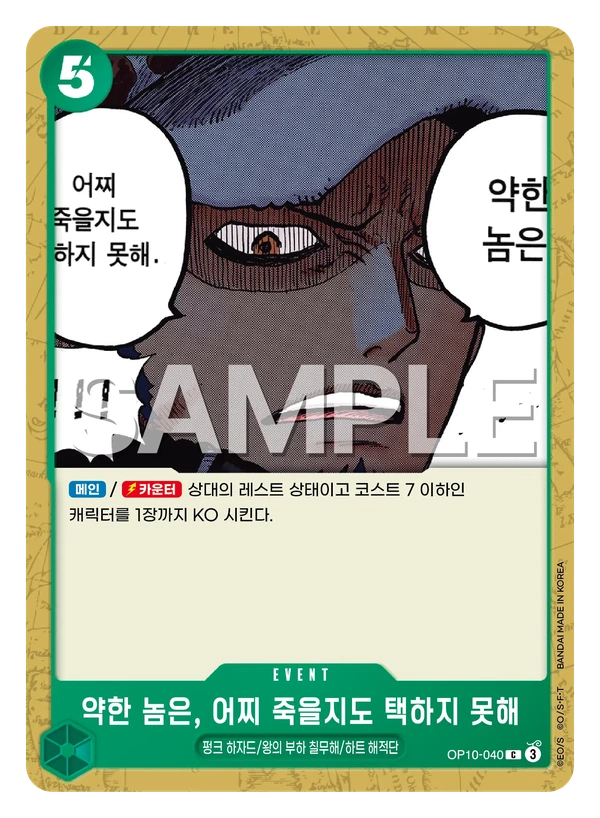 5
약한
놈은
어찌
죽을지도
하지 못해.
!!!
SAMPLE
메인 / 카운터 상대의 레스트 상태이고 코스트 7 이하인
캐릭터를 1장까지 KO 시킨다.
EVENT
약한 놈은, 어찌 죽을지도 택하지 못해
펑크 하자드/왕의 부하 칠무해/하트 해적단
OP10-040 C 3
©EO/S ©O/S·F·T BANDAI MADE IN KOREA